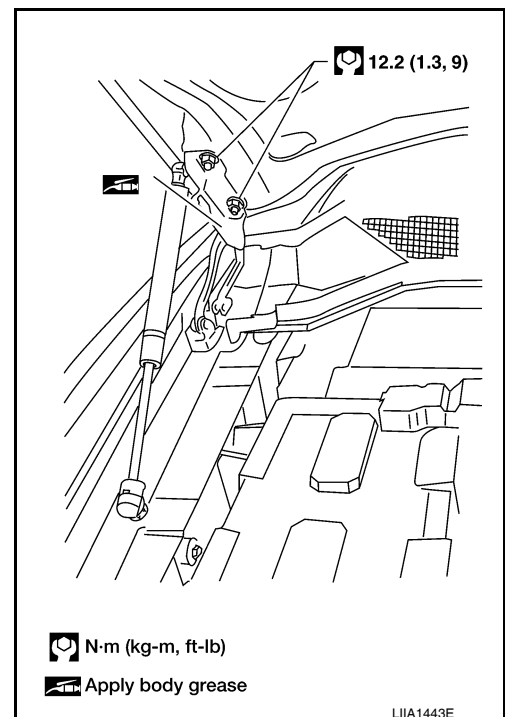 12.2 (1.3, 9)
N·m (kg-m, ft-lb)
Apply body grease
LIIA1443E